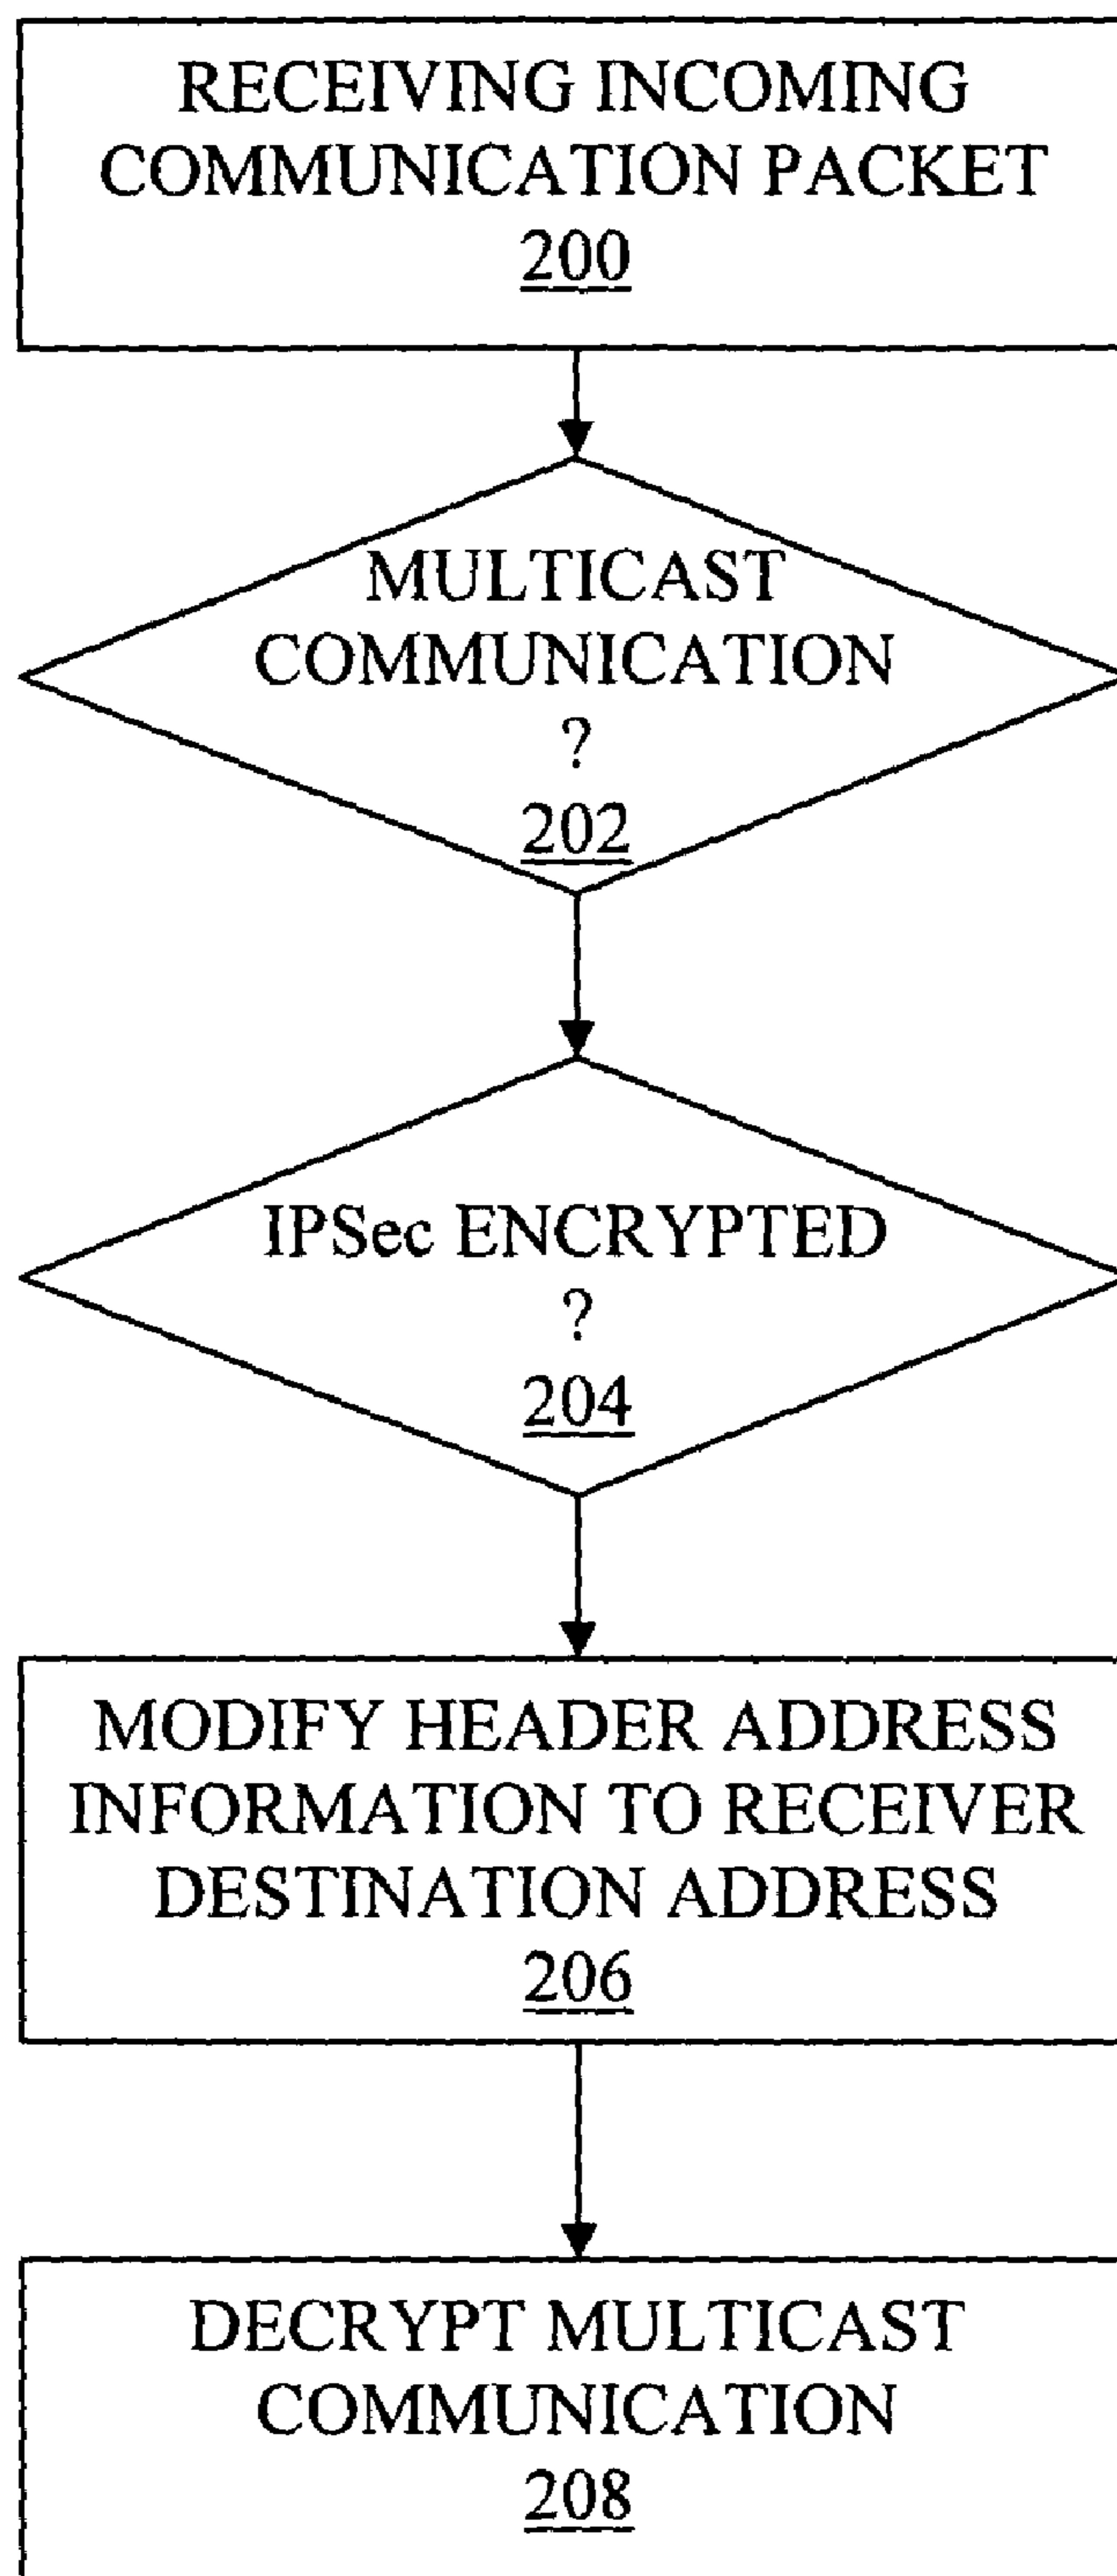 RECEIVING INCOMING
COMMUNICATION PACKET
200
MULTICAST
COMMUNICATION
?
202
IPSec ENCRYPTED
?
204
MODIFY HEADER ADDRESS
INFORMATION TO RECEIVER
DESTINATION ADDRESS
206
DECRYPT MULTICAST
COMMUNICATION
208